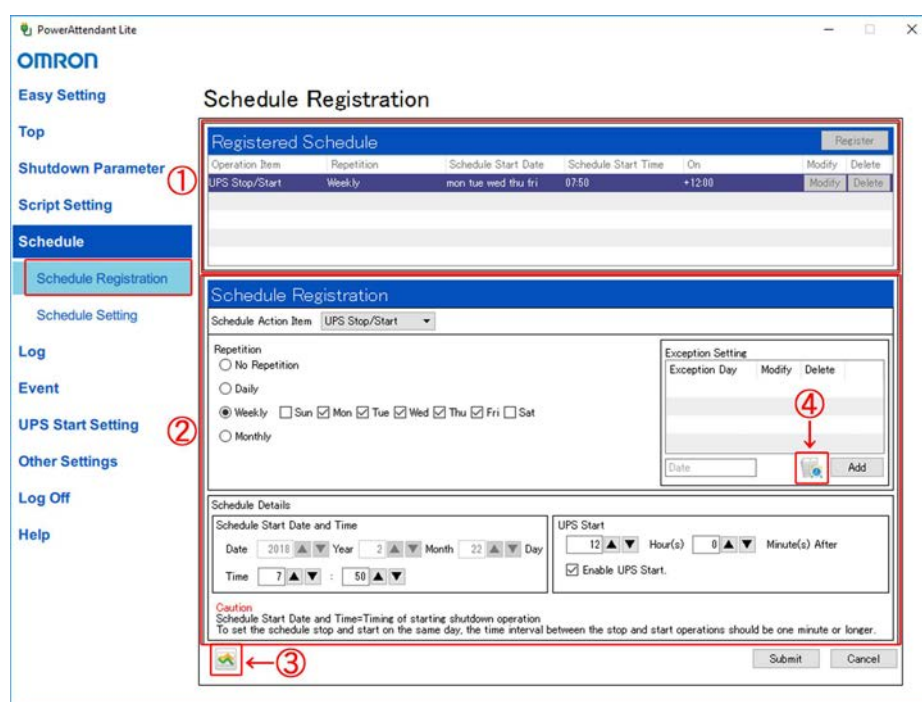 PowerAttendant Lite
OMRON
Easy Setting
Top
Shutdown Parameter
Script Setting
Schedule
Schedule Registration
Schedule Setting
Log
Event
UPS Start Setting
Other Settings
Log Off
Help
Schedule Registration
①
Registered Schedule Register
Operation Item Repetition Schedule Start Date Schedule Start Time On Modify Delete
UPS Stop/Start Weekly mon tue wed thu fri 07:50 +12:00 Modify Delete
②
Schedule Registration
Schedule Action Item UPS Stop/Start
Repetition
No Repetition
Daily
Weekly Sun Mon Tue Wed Thu Fri Sat
Monthly
Exception Setting
Exception Day Modify Delete
④
Date Add
Schedule Details
Schedule Start Date and Time
Date 2018 Year 2 Month 22 Day
Time 7 : 50
UPS Start
12 Hour(s) 0 Minute(s) After
Enable UPS Start.
Caution
Schedule Start Date and Time=Timing of starting shutdown operation
To set the schedule stop and start on the same day, the time interval between the stop and start operations should be one minute or longer.
③
Submit Cancel